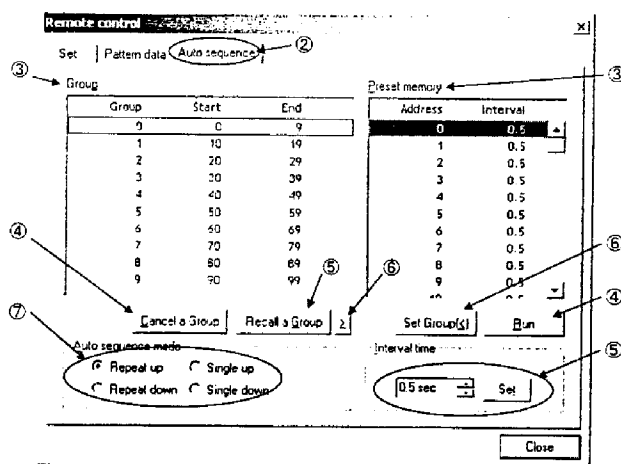 Remote control
Set Pattern data Auto sequence ②
③ Group
Group Start End
0 0 9
1 10 19
2 20 29
3 30 39
4 40 49
5 50 59
6 60 69
7 70 79
8 80 89
9 90 99
Preset memory ③
Address Interval
0 0.5
1 0.5
2 0.5
3 0.5
4 0.5
5 0.5
6 0.5
7 0.5
8 0.5
9 0.5
10 0.5
④ ⑤ ⑥ ⑥
Cancel a Group Recall a Group ≥ Set Group(≤) Run ④
⑦ Auto sequence mode
Repeat up Single up
Repeat down Single down
Interval time ⑤
0.5 sec Set
Close